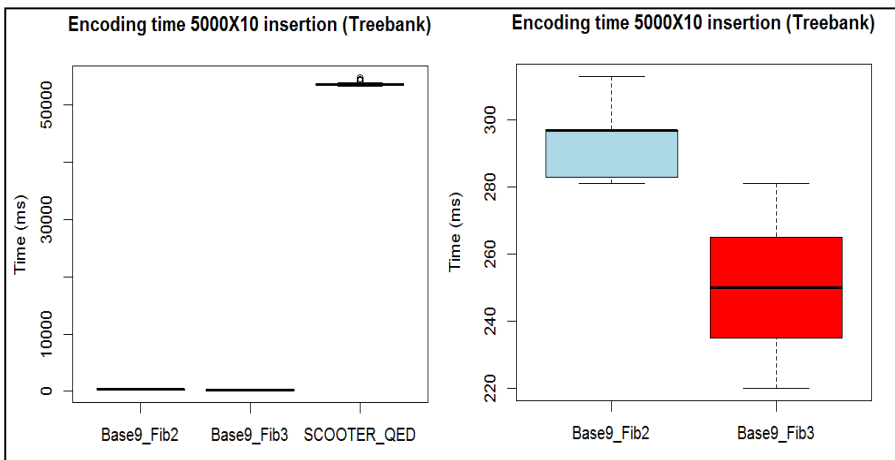 Encoding time 5000X10 insertion (Treebank)
Time (ms)
50000
30000
10000
0
Base9_Fib2 Base9_Fib3 SCOOTER_QED
Encoding time 5000X10 insertion (Treebank)
Time (ms)
300
280
260
240
220
Base9_Fib2 Base9_Fib3